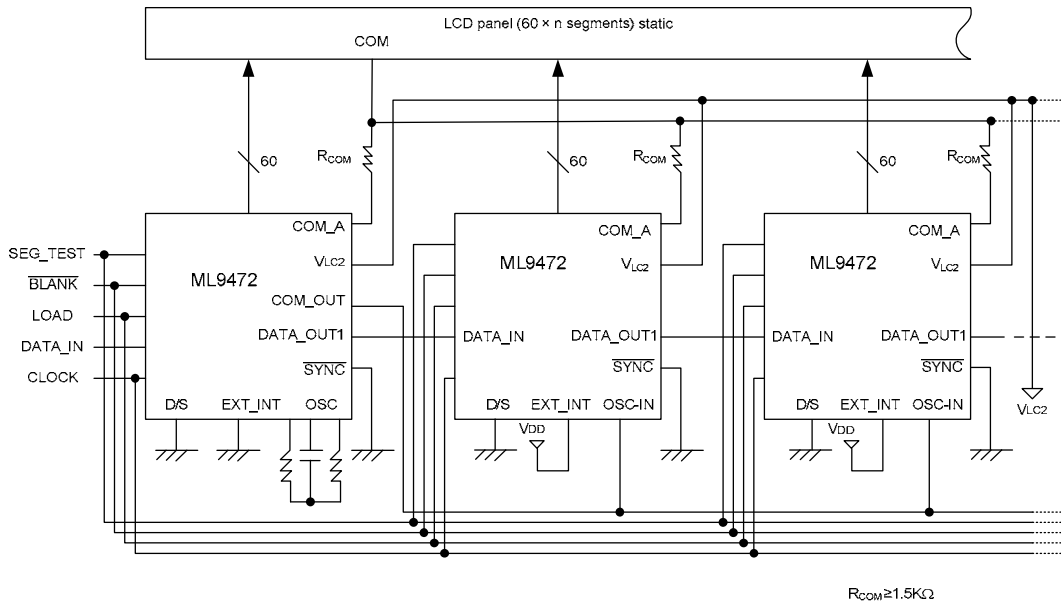 LCD panel (60 × n segments) static
COM
60
RCOM
60
RCOM
60
RCOM
SEG_TEST
BLANK
LOAD
DATA_IN
CLOCK
ML9472
COM_A
VLC2
COM_OUT
DATA_OUT1
SYNC
D/S
EXT_INT
OSC
ML9472
COM_A
VLC2
DATA_IN
DATA_OUT1
SYNC
D/S
EXT_INT
OSC-IN
VDD
ML9472
COM_A
VLC2
DATA_IN
DATA_OUT1
SYNC
D/S
EXT_INT
OSC-IN
VDD
VLC2
RCOM≥1.5KΩ